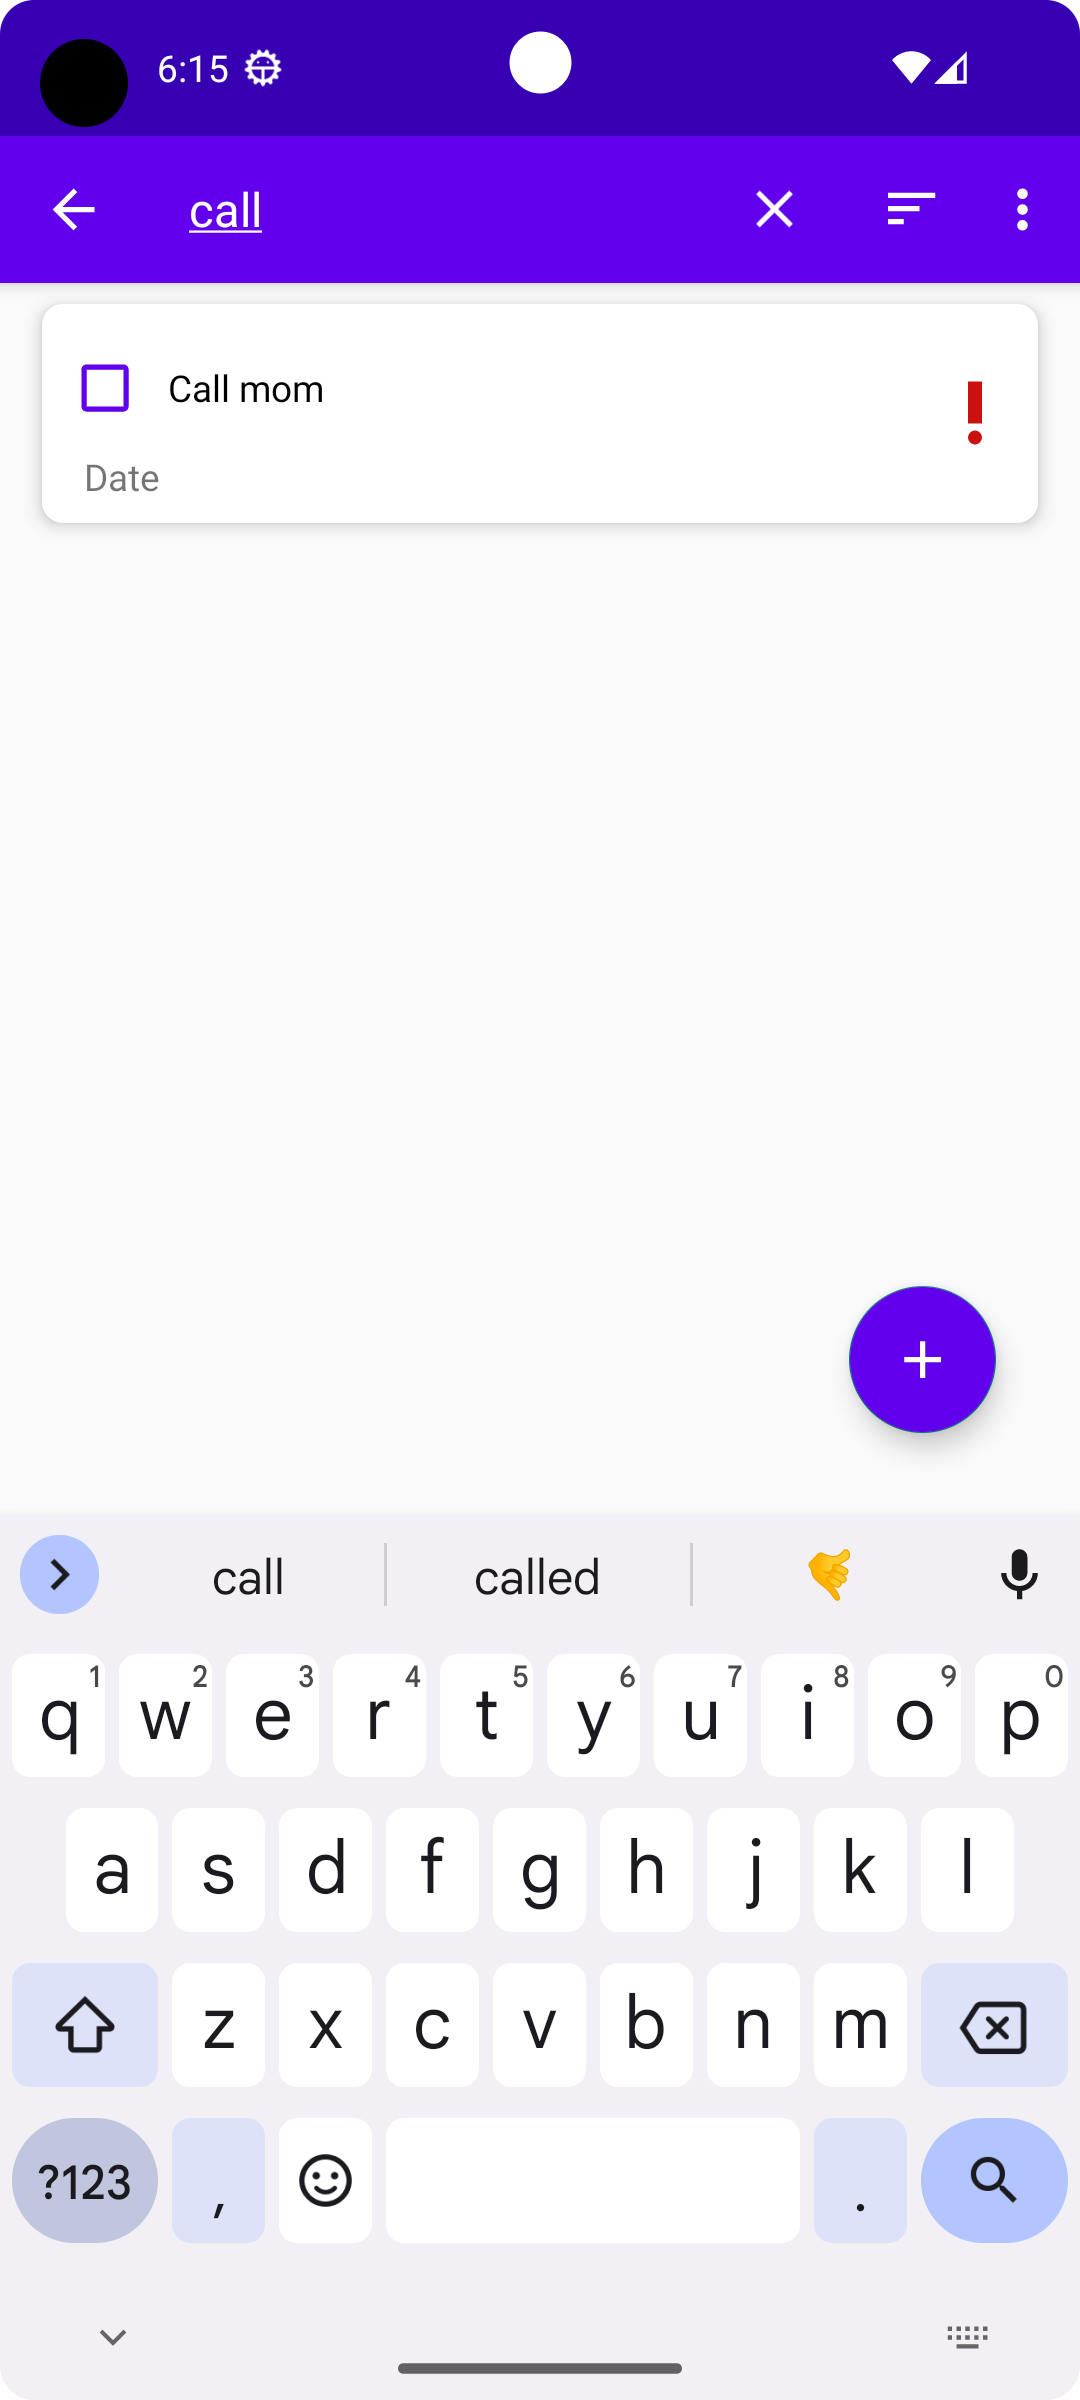 6:15
call
Call mom
Date
call called
q1 w2 e3 r4 t5 y6 u7 i8 o9 p0
a s d f g h j k l
z x c v b n m
?123 , .